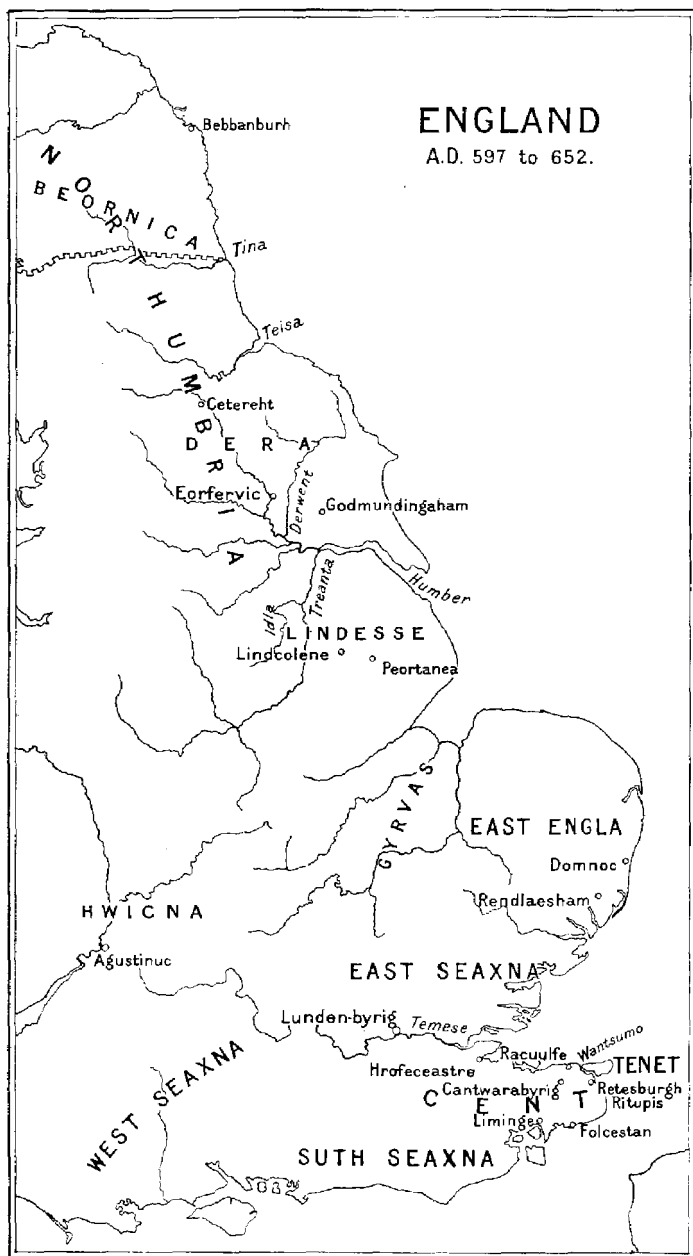 ENGLAND
A.D. 597 to 652.
Bebbanburh
NORTHUMBRIA
BEORNICA
Tina
Teisa
Cetereht
DERA
Eorfervic
Derwent
Godmundingaham
Humber
Treanta
Idla
LINDESSE
Lindcolene
Peortanea
GYRVAS
EAST ENGLA
Domnoc
Rendlaesham
HWICNA
Agustinuc
EAST SEAXNA
Lunden-byrig
Temese
WEST SEAXNA
Hrofeceastre
Racuulfe
Wantsumo
TENET
Cantwarabyrig
Retesburgh
Ritupis
CENT
Liminge
Folcestan
SUTH SEAXNA